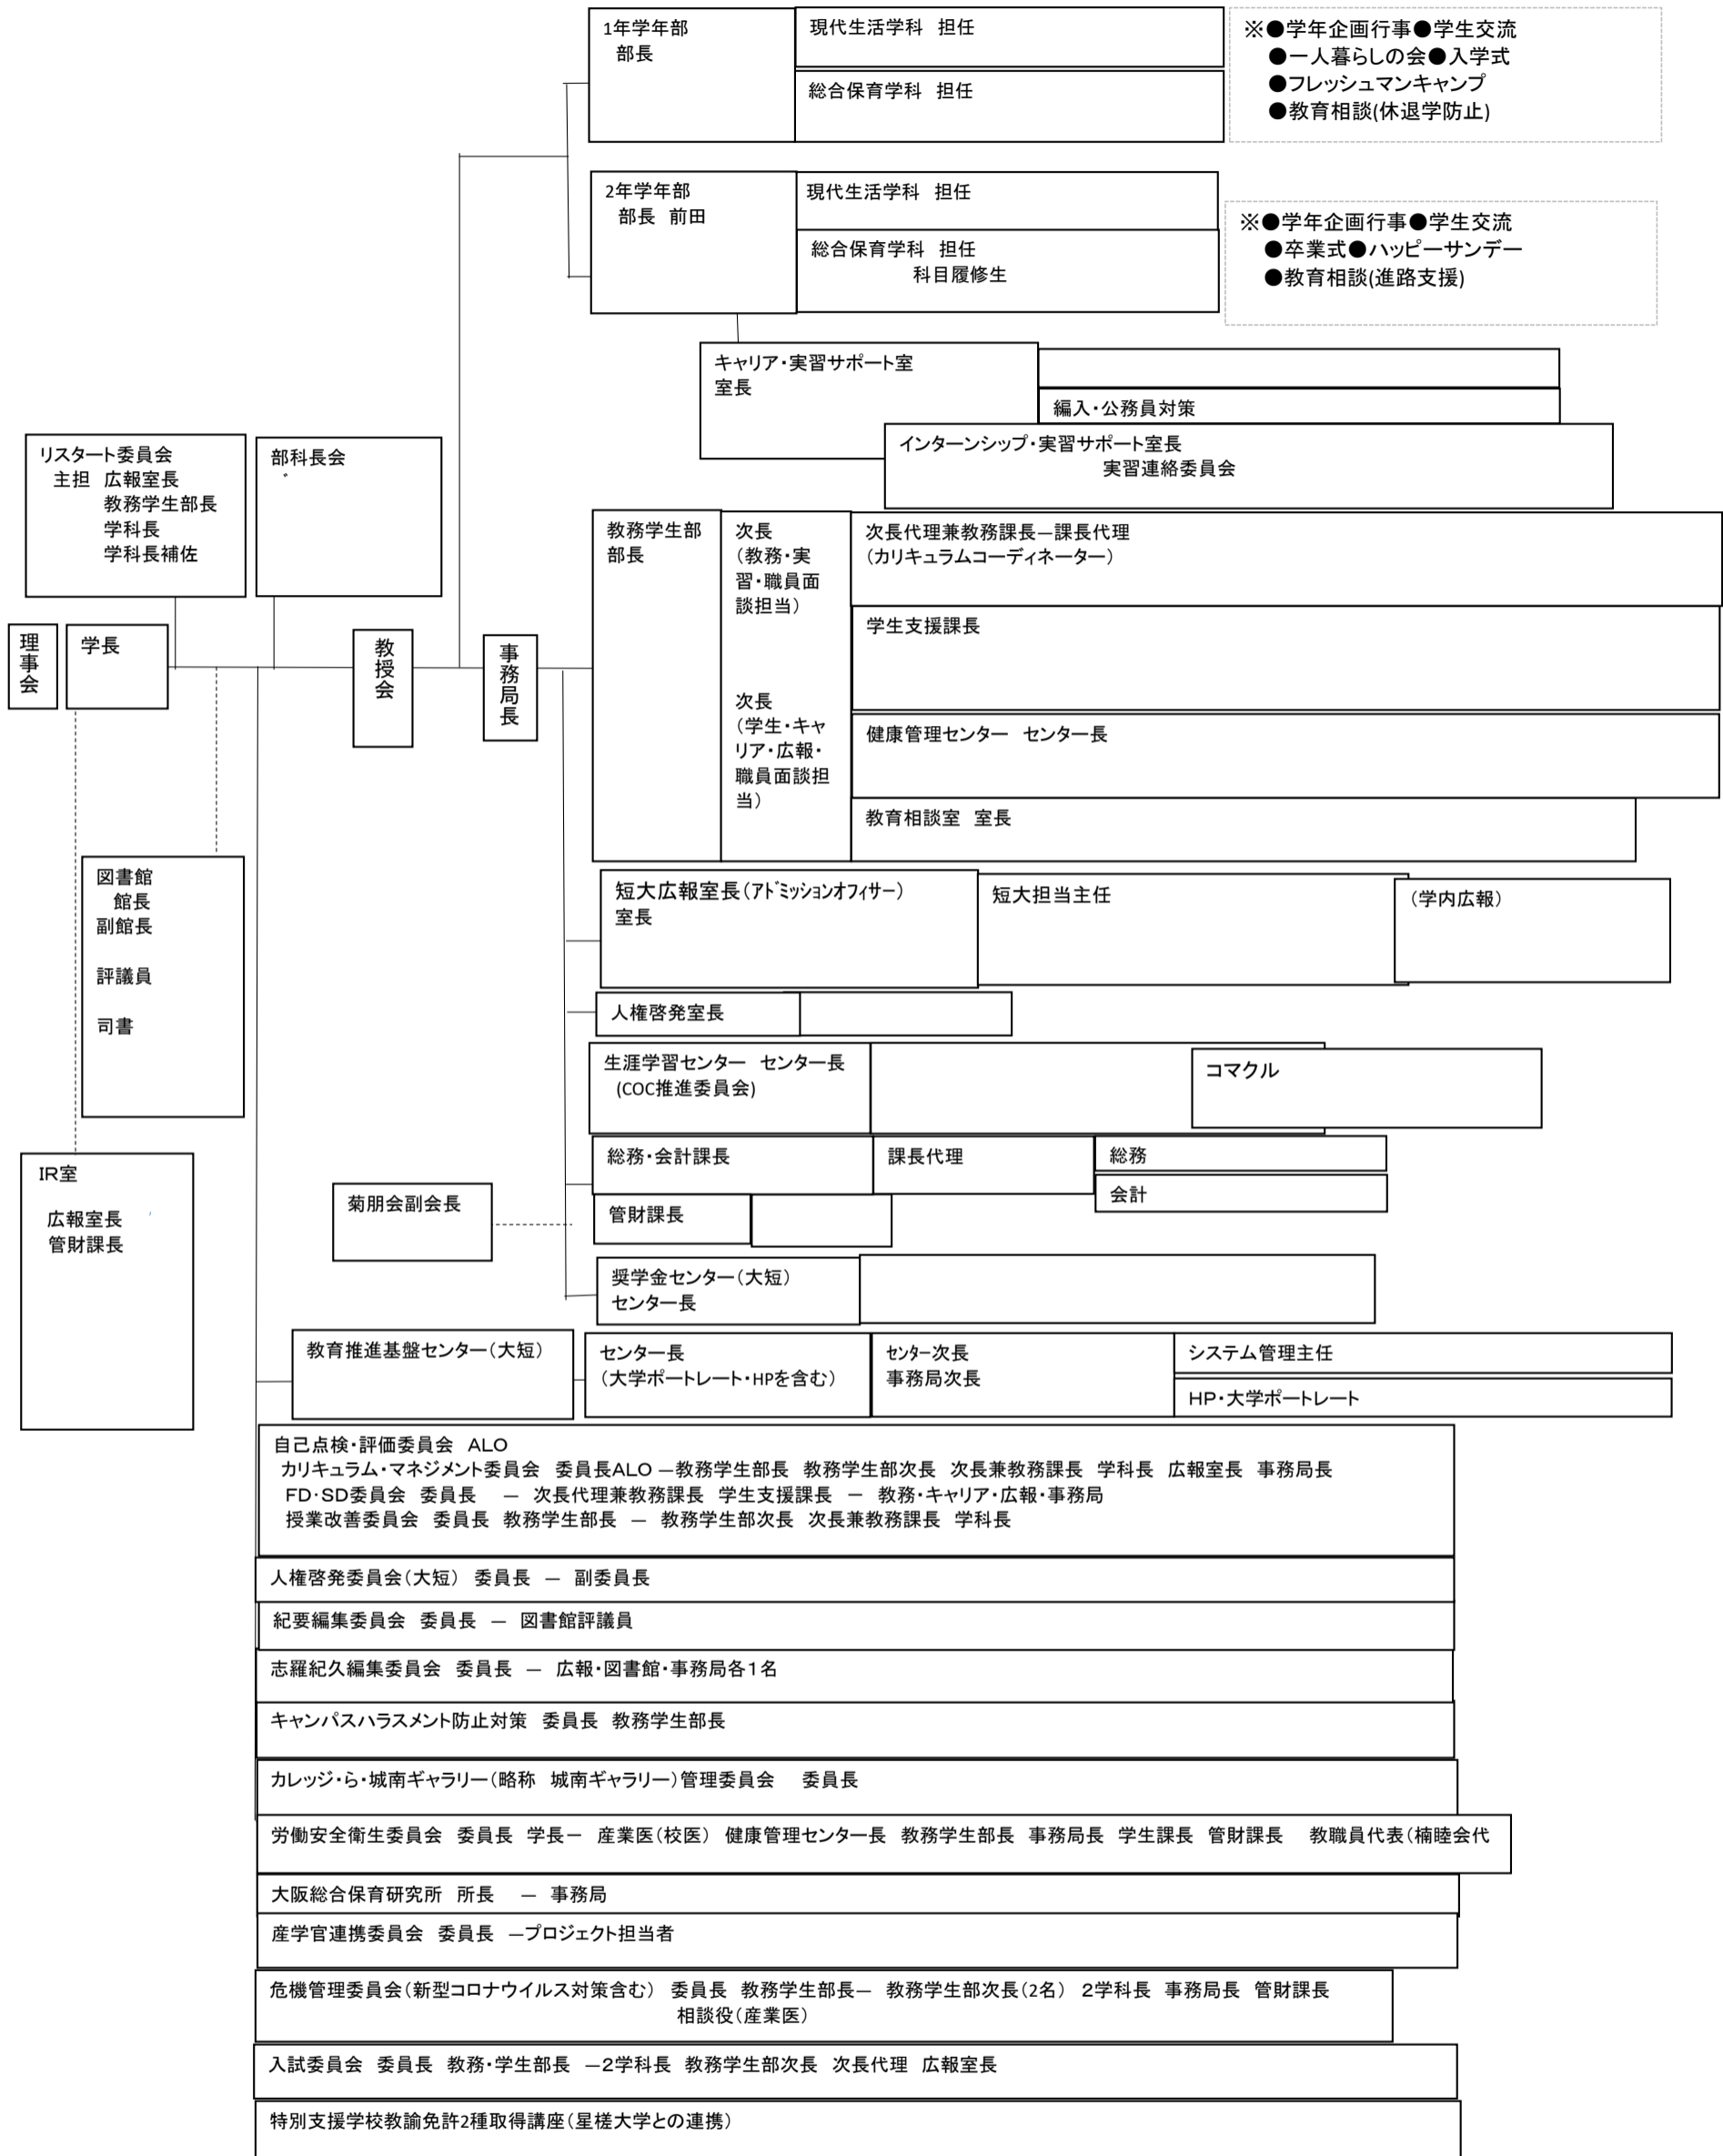 1年学年部
部長
現代生活学科　担任
総合保育学科　担任
※●学年企画行事●学生交流
●一人暮らしの会●入学式
●フレッシュマンキャンプ
●教育相談(休退学防止)
2年学年部
部長　前田
現代生活学科　担任
総合保育学科　担任
科目履修生
※●学年企画行事●学生交流
●卒業式●ハッピーサンデー
●教育相談(進路支援)
キャリア・実習サポート室
室長
編入・公務員対策
インターンシップ・実習サポート室長
実習連絡委員会
リスタート委員会
主担　広報室長
教務学生部長
学科長
学科長補佐
部科長会
理事会
学長
教授会
事務局長
教務学生部
部長
次長
（教務・実
習・職員面
談担当）
次長
（学生・キャ
リア・広報・
職員面談担
当）
次長代理兼教務課長―課長代理
（カリキュラムコーディネーター）
学生支援課長
健康管理センター　センター長
教育相談室　室長
図書館
館長
副館長
評議員
司書
短大広報室長（アドミッションオフィサー）
室長
短大担当主任
（学内広報）
人権啓発室長
生涯学習センター　センター長
(COC推進委員会)
コマクル
総務・会計課長
課長代理
総務
会計
管財課長
IR室
広報室長
管財課長
菊朋会副会長
奨学金センター（大短）
センター長
教育推進基盤センター（大短）
センター長
（大学ポートレート・HPを含む）
センター次長
事務局次長
システム管理主任
HP・大学ポートレート
自己点検・評価委員会　ALO
カリキュラム・マネジメント委員会　委員長ALO ―教務学生部長　教務学生部次長　次長兼教務課長　学科長　広報室長　事務局長
FD・SD委員会　委員長　　―　次長代理兼教務課長　学生支援課長　－　教務・キャリア・広報・事務局
授業改善委員会　委員長　教務学生部長　―　教務学生部次長　次長兼教務課長　学科長
人権啓発委員会（大短）　委員長　―　副委員長
紀要編集委員会　委員長　―　図書館評議員
志羅紀久編集委員会　委員長　―　広報・図書館・事務局各１名
キャンパスハラスメント防止対策　委員長　教務学生部長
カレッジ・ら・城南ギャラリー（略称　城南ギャラリー）管理委員会　　委員長
労働安全衛生委員会　委員長　学長－　産業医（校医）　健康管理センター長　教務学生部長　事務局長　学生課長　管財課長　　教職員代表（楠睦会代
大阪総合保育研究所　所長　　―　事務局
産学官連携委員会　委員長　―プロジェクト担当者
危機管理委員会（新型コロナウイルス対策含む）　委員長　教務学生部長―　教務学生部次長（2名）　２学科長　事務局長　管財課長
相談役（産業医）
入試委員会　委員長　教務・学生部長　―２学科長　教務学生部次長　次長代理　広報室長
特別支援学校教諭免許2種取得講座（星槎大学との連携）